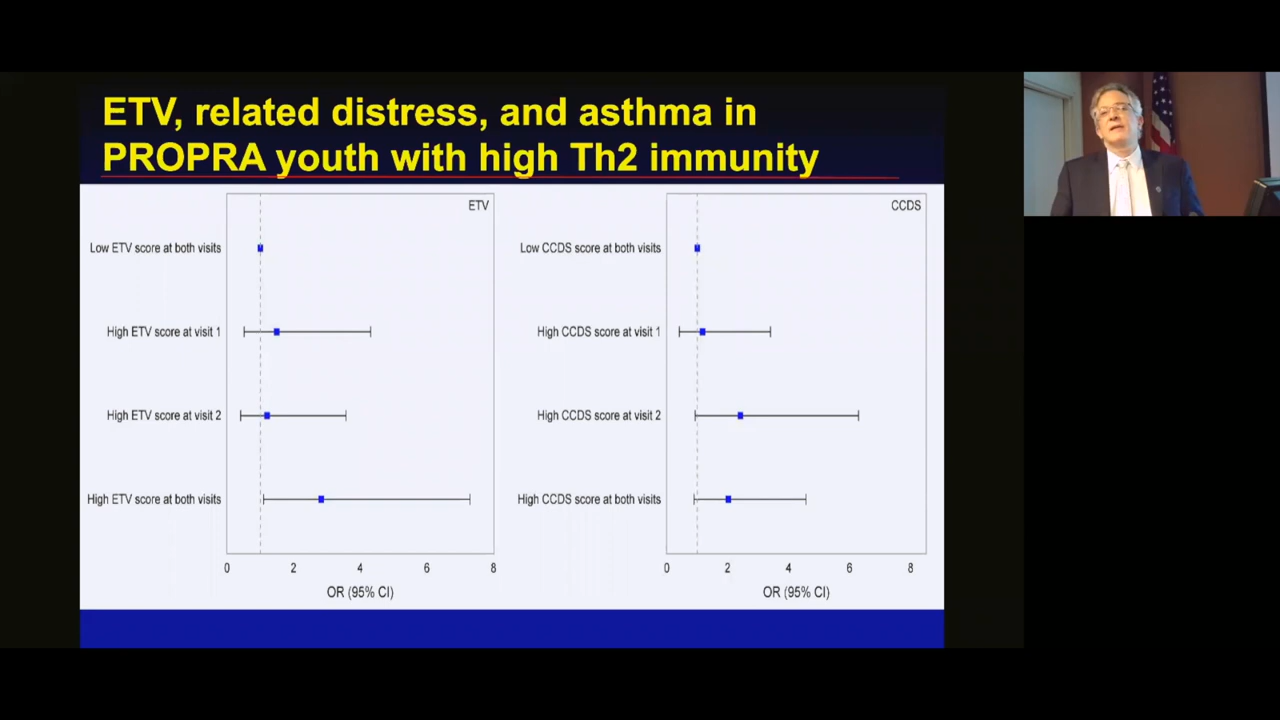 ETV, related distress, and asthma in
PROPRA youth with high Th2 immunity
ETV
Low ETV score at both visits
High ETV score at visit 1
High ETV score at visit 2
High ETV score at both visits
0 2 4 6 8
OR (95% CI)
CCDS
Low CCDS score at both visits
High CCDS score at visit 1
High CCDS score at visit 2
High CCDS score at both visits
0 2 4 6 8
OR (95% CI)